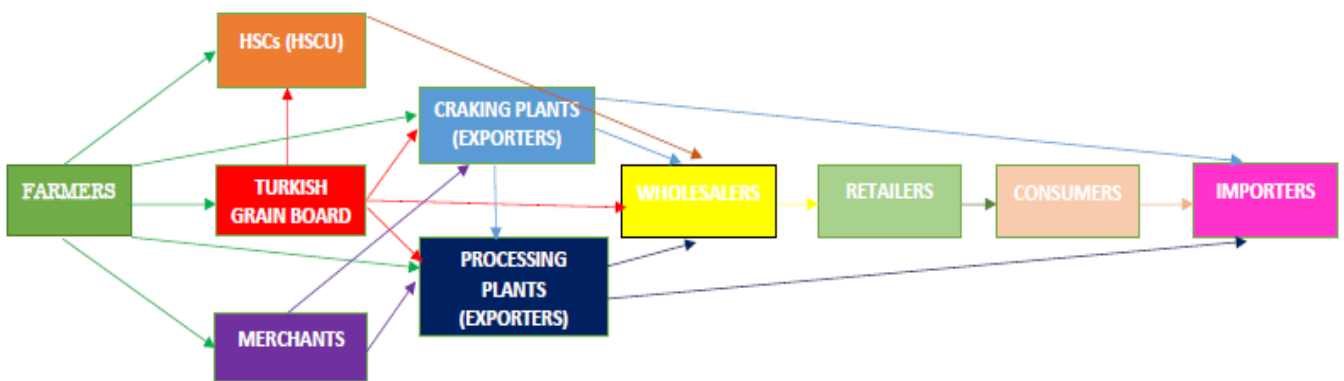 HSCs (HSCU)
CRAKING PLANTS
(EXPORTERS)
FARMERS
TURKISH
GRAIN BOARD
WHOLESALERS
RETAILERS
CONSUMERS
IMPORTERS
PROCESSING
PLANTS
(EXPORTERS)
MERCHANTS